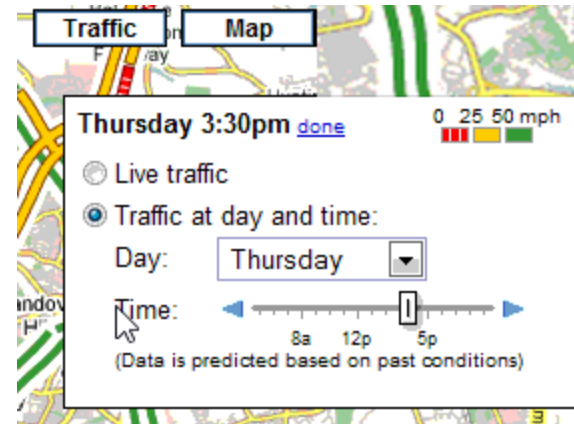 Traffic Map
Thursday 3:30pm done 0 25 50 mph
Live traffic
Traffic at day and time:
Day: Thursday
Time:
8a 12p 5p
(Data is predicted based on past conditions)